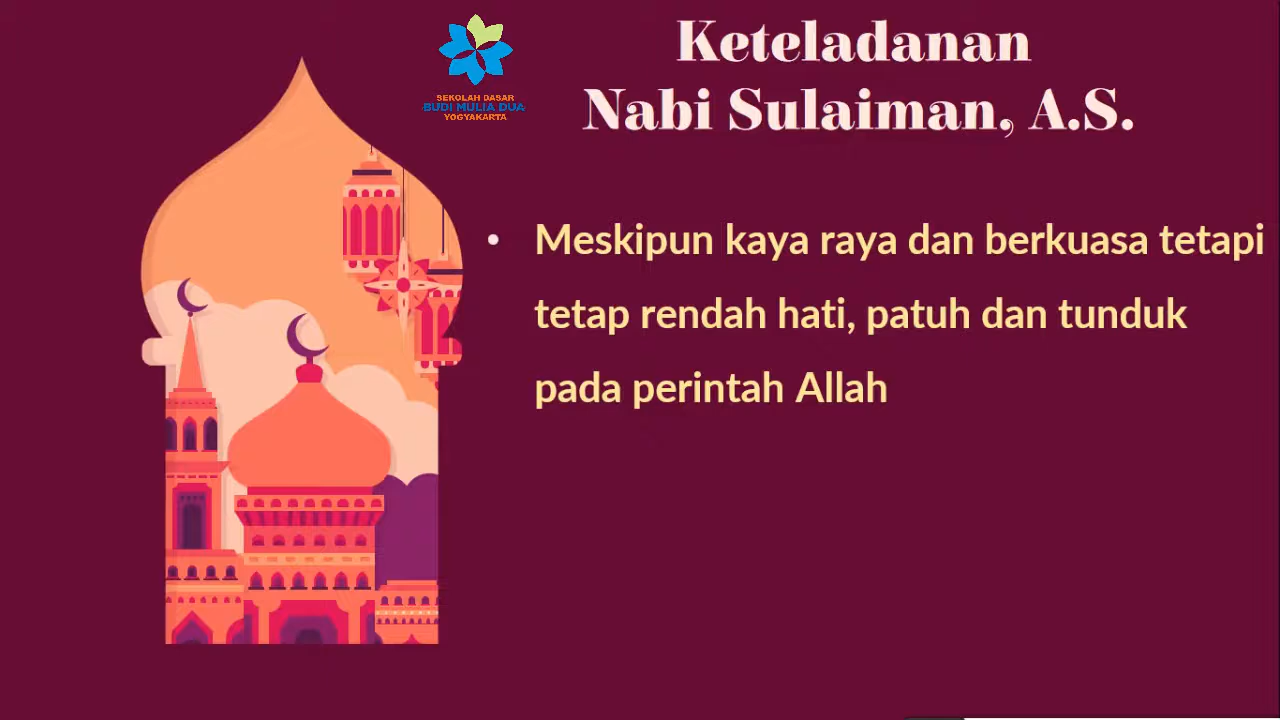 SEKOLAH DASAR
BUDI MULIA DUA
YOGYAKARTA
Keteladanan
Nabi Sulaiman, A.S.
• Meskipun kaya raya dan berkuasa tetapi
tetap rendah hati, patuh dan tunduk
pada perintah Allah